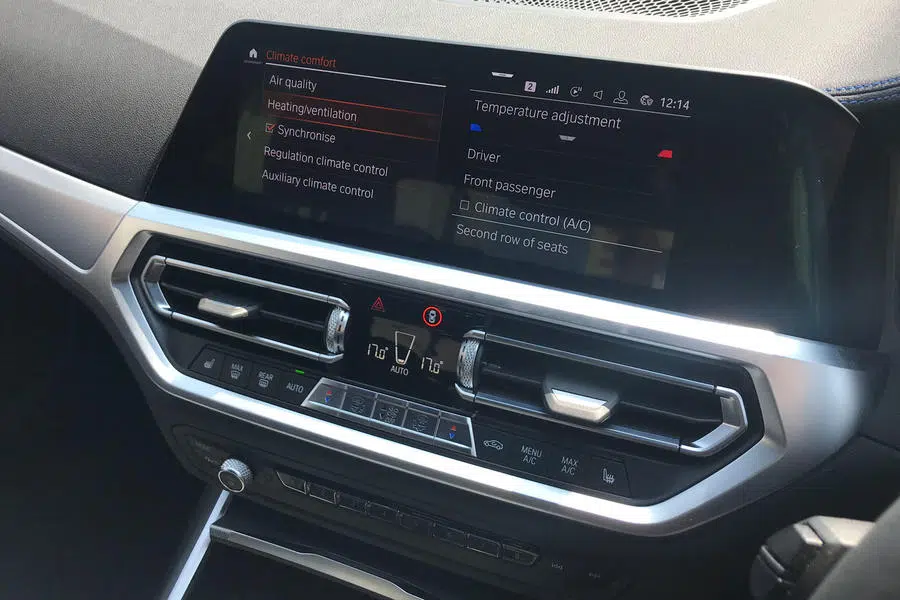 Climate comfort
Air quality
Heating/ventilation
Synchronise
Regulation climate control
Auxiliary climate control
2
12:14
Temperature adjustment
Driver
Front passenger
Climate control (A/C)
Second row of seats
17.0°
17.0°
AUTO
MAX
REAR
AUTO
MENU
A/C
MAX
A/C